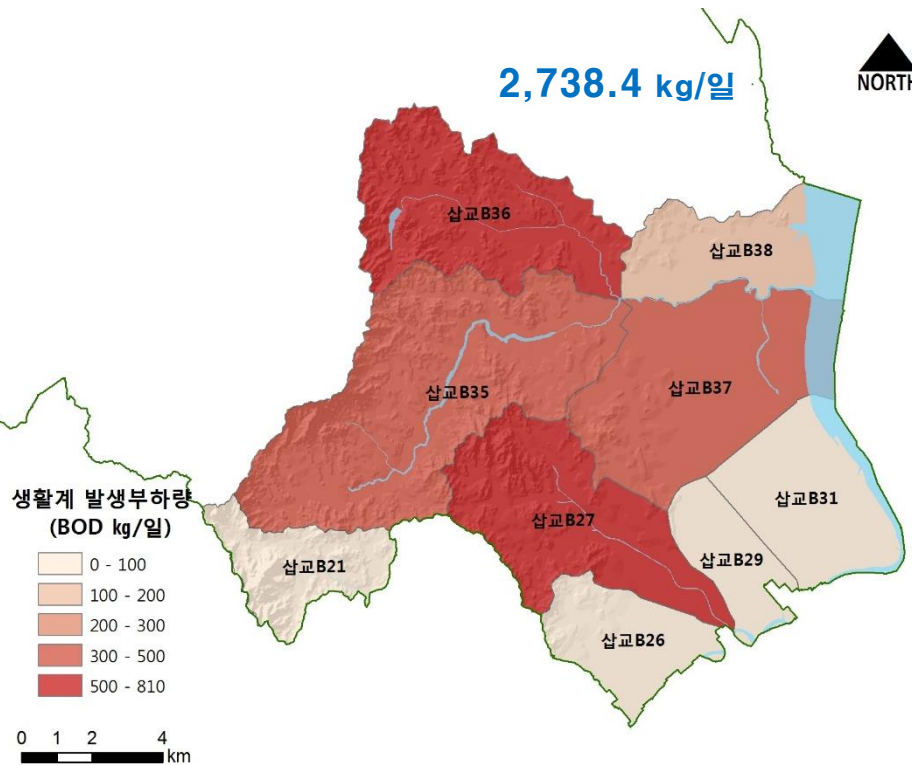 2,738.4 kg/일
NORTH
삽교B36
삽교B38
삽교B35
삽교B37
삽교B31
삽교B27
삽교B29
삽교B21
삽교B26
생활계 발생부하량
(BOD kg/일)
0 - 100
100 - 200
200 - 300
300 - 500
500 - 810
0 1 2 4
km